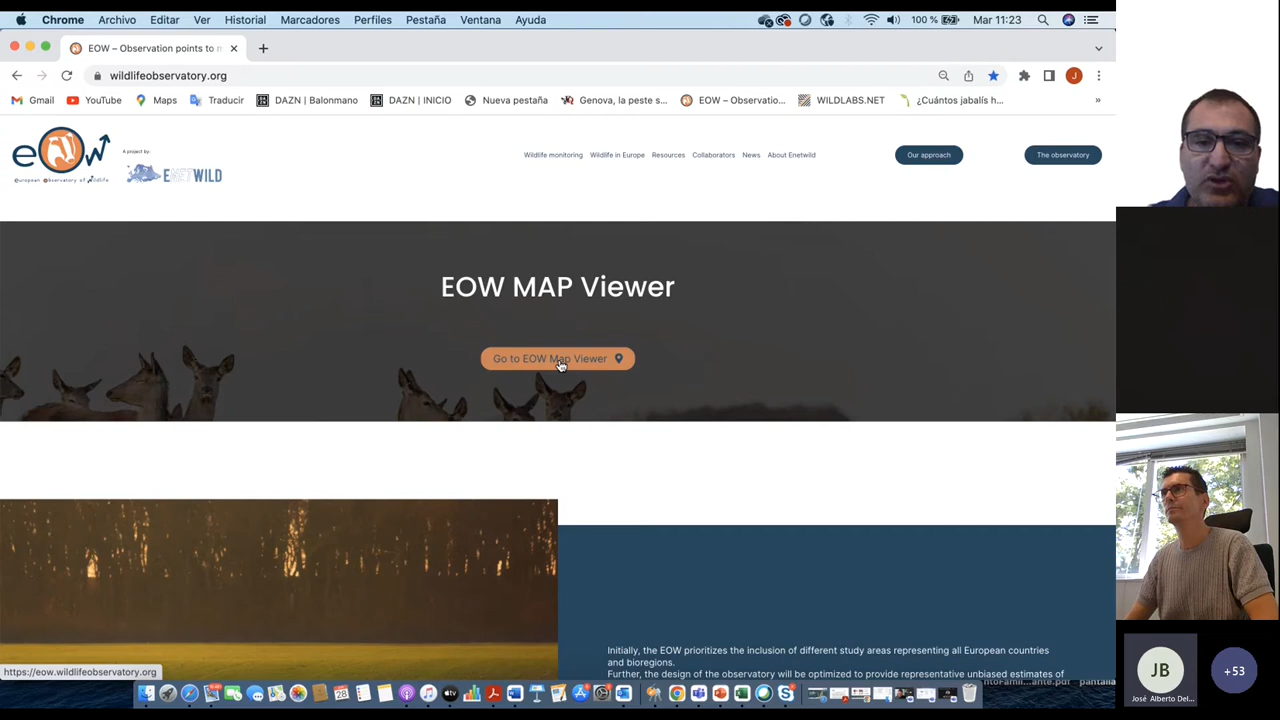 Chrome Archivo Editar Ver Historial Marcadores Perfiles Pestaña Ventana Ayuda 100 % Mar 11:23
EOW – Observation points to m
wildlifeobservatory.org
Gmail YouTube Maps Traducir DAZN | Balonmano DAZN | INICIO Nueva pestaña Genova, la peste s... EOW – Observatio... WILDLABS.NET ¿Cuántos jabalís h... »
eow
European Observatory of Wildlife
A project by:
ENETWILD
Wildlife monitoring Wildlife in Europe Resources Collaborators News About Enetwild Our approach The observatory
EOW MAP Viewer
Go to EOW Map Viewer
Initially, the EOW prioritizes the inclusion of different study areas representing all European countries
and bioregions.
Further, the design of the observatory will be optimized to provide representative unbiased estimates of
https://eow.wildlifeobservatory.org
JB
José Alberto Del...
+53